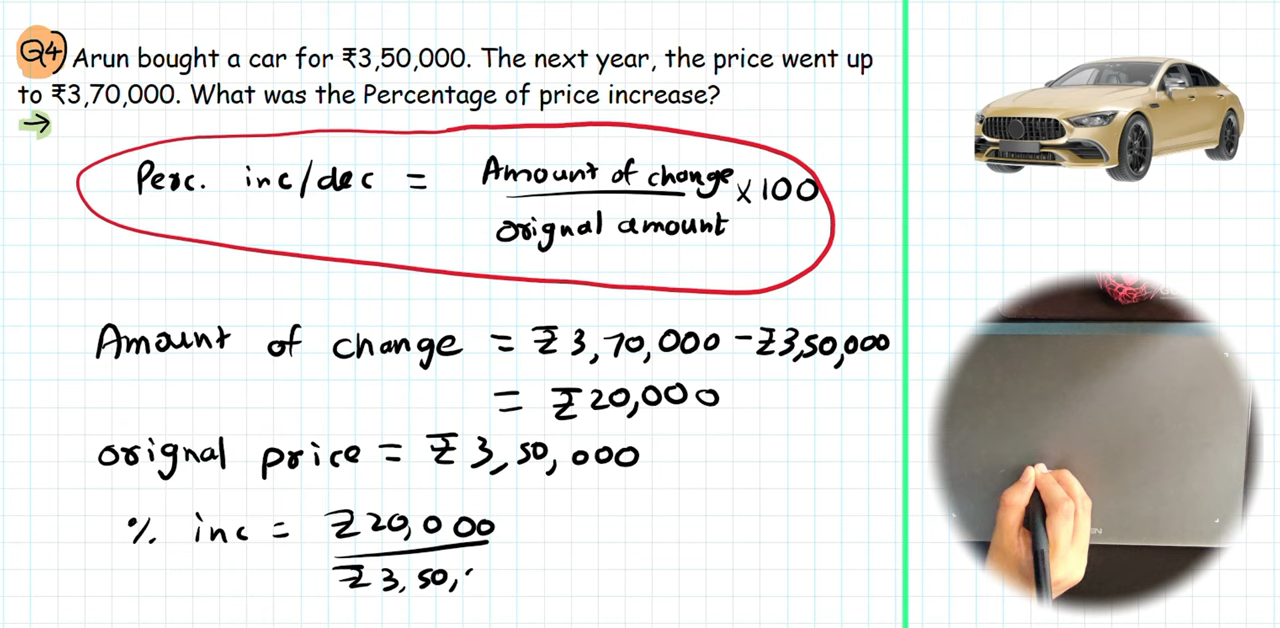 Q4) Arun bought a car for ₹3,50,000. The next year, the price went up
to ₹3,70,000. What was the Percentage of price increase?
→
Perc. inc/dec = Amount of change / orignal amount × 100
Amount of change = ₹3,70,000 - ₹3,50,000
= ₹20,000
orignal price = ₹3,50,000
% inc = ₹20,000
₹3,50,